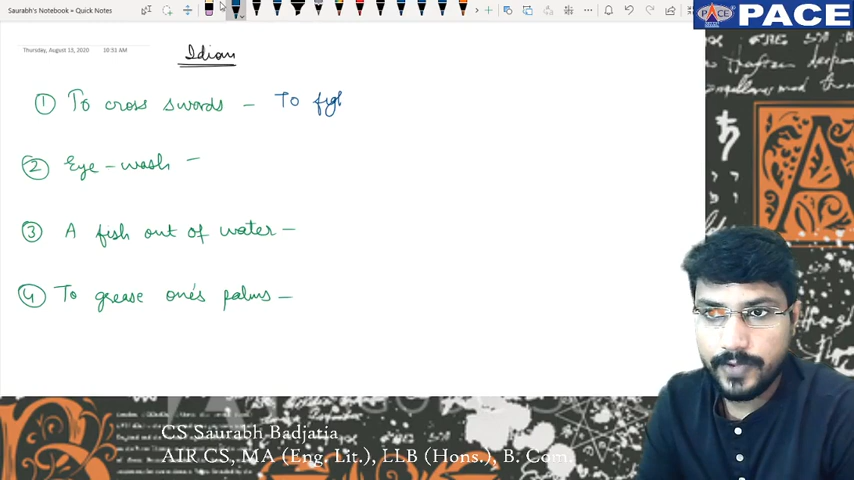 Saurabh's Notebook » Quick Notes
PACE
PACE
Thursday, August 13, 2020 10:31 AM
Idiom
① To cross swords – To figh
② Eye-wash –
③ A fish out of water –
④ To grease one's palms –
A
CS Saurabh Badjatia
AIR CS, MA (Eng. Lit.), LLB (Hons.), B. Com.